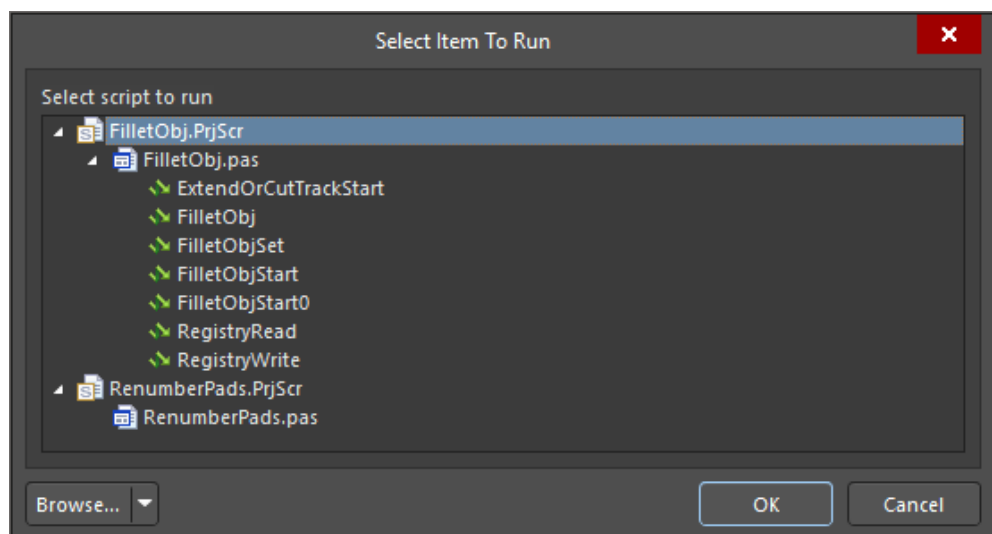 Select Item To Run
Select script to run
FilletObj.PrjScr
FilletObj.pas
ExtendOrCutTrackStart
FilletObj
FilletObjSet
FilletObjStart
FilletObjStart0
RegistryRead
RegistryWrite
RenumberPads.PrjScr
RenumberPads.pas
Browse... OK Cancel